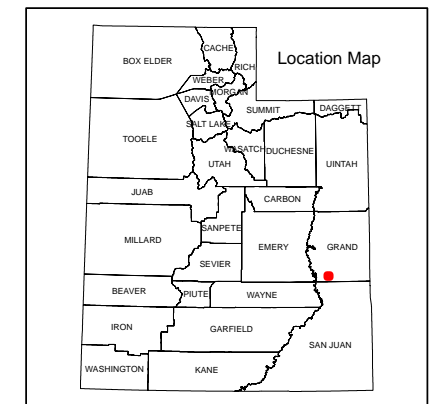 Location Map
CACHE
BOX ELDER
RICH
WEBER
MORGAN
DAVIS
SUMMIT
DAGGETT
SALT LAKE
TOOELE
WASATCH
DUCHESNE
UTAH
UINTAH
JUAB
CARBON
SANPETE
MILLARD
EMERY
GRAND
SEVIER
BEAVER
PIUTE
WAYNE
IRON
GARFIELD
SAN JUAN
WASHINGTON
KANE